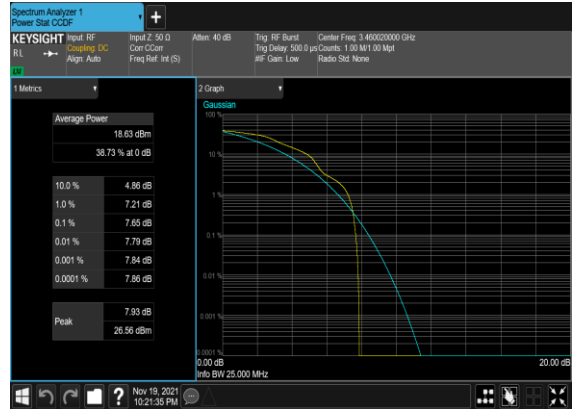 Spectrum Analyzer 1
Power Stat CCDF
KEYSIGHT
RL
Input: RF
Coupling: DC
Align: Auto
Input Z: 50 Ω
Corr CCorr
Freq Ref: Int (S)
Atten: 40 dB
Trig: RF Burst
Trig Delay: 500.0 µs
#IF Gain: Low
Center Freq: 3.460020000 GHz
Counts: 1.00 M/1.00 Mpt
Radio Std: None
1 Metrics
Average Power
18.63 dBm
38.73 % at 0 dB
10.0 % 4.86 dB
1.0 % 7.21 dB
0.1 % 7.65 dB
0.01 % 7.79 dB
0.001 % 7.84 dB
0.0001 % 7.86 dB
Peak 7.93 dB
26.56 dBm
2 Graph
Gaussian
100 %
10 %
1 %
0.1 %
0.01 %
0.001 %
0.0001 %
0.00 dB 20.00 dB
Info BW 25.000 MHz
Nov 19, 2021
10:21:35 PM